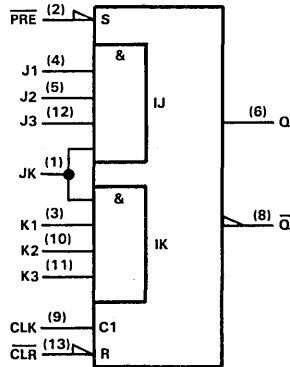 PRE (2) S
&
J1 (4)
J2 (5) IJ
J3 (12)
(6) Q
JK (1)
&
K1 (3)
(8) Q
K2 (10) IK
K3 (11)
CLK (9) C1
CLR (13) R